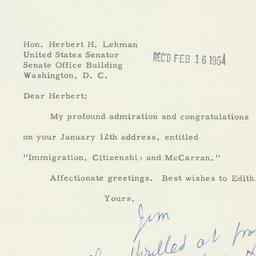 Hon. Herbert H. Lehman
United States Senator
Senate Office Building
Washington, D. C.
REC'D FEB 16 1954
Dear Herbert;
My profound admiration and congratulations
on your January 12th address, entitled
"Immigration, Citizenship and McCarran."
Affectionate greetings. Best wishes to Edith.
Yours,
Jim
thrilled at